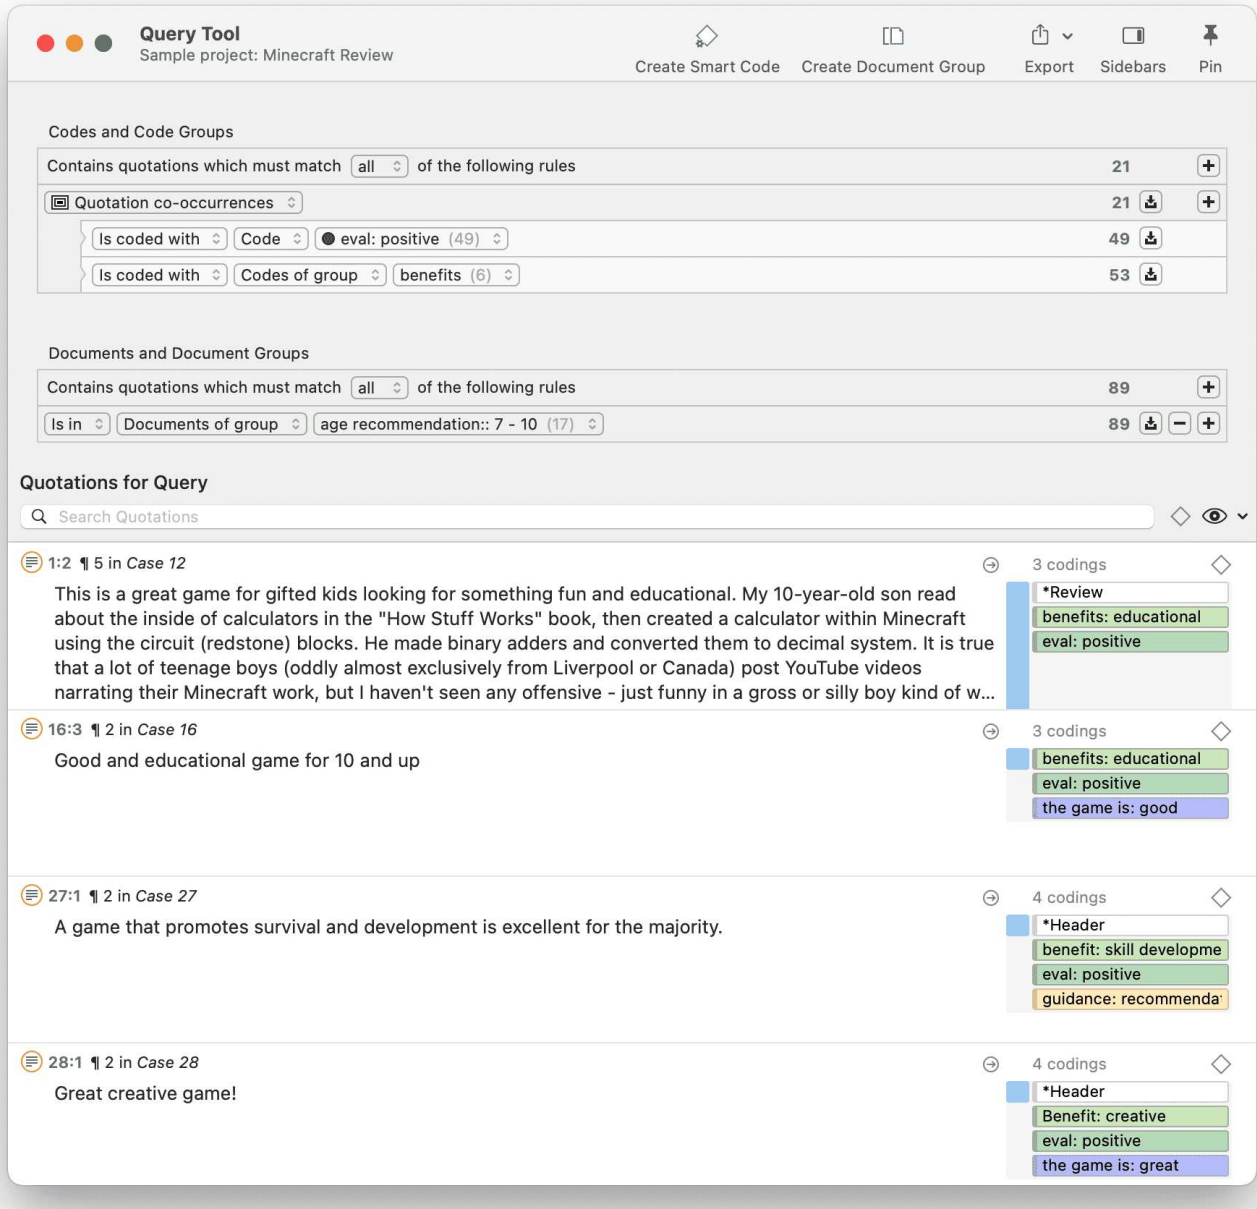 Query Tool
Sample project: Minecraft Review
Create Smart Code
Create Document Group
Export
Sidebars
Pin
Codes and Code Groups
Contains quotations which must match all of the following rules 21
Quotation co-occurrences 21
Is coded with Code eval: positive (49) 49
Is coded with Codes of group benefits (6) 53
Documents and Document Groups
Contains quotations which must match all of the following rules 89
Is in Documents of group age recommendation:: 7 - 10 (17) 89
Quotations for Query
Search Quotations
1:2 ¶ 5 in Case 12
This is a great game for gifted kids looking for something fun and educational. My 10-year-old son read
about the inside of calculators in the "How Stuff Works" book, then created a calculator within Minecraft
using the circuit (redstone) blocks. He made binary adders and converted them to decimal system. It is true
that a lot of teenage boys (oddly almost exclusively from Liverpool or Canada) post YouTube videos
narrating their Minecraft work, but I haven't seen any offensive - just funny in a gross or silly boy kind of w...
3 codings
*Review
benefits: educational
eval: positive
16:3 ¶ 2 in Case 16
Good and educational game for 10 and up
3 codings
benefits: educational
eval: positive
the game is: good
27:1 ¶ 2 in Case 27
A game that promotes survival and development is excellent for the majority.
4 codings
*Header
benefit: skill developme
eval: positive
guidance: recommendat
28:1 ¶ 2 in Case 28
Great creative game!
4 codings
*Header
Benefit: creative
eval: positive
the game is: great